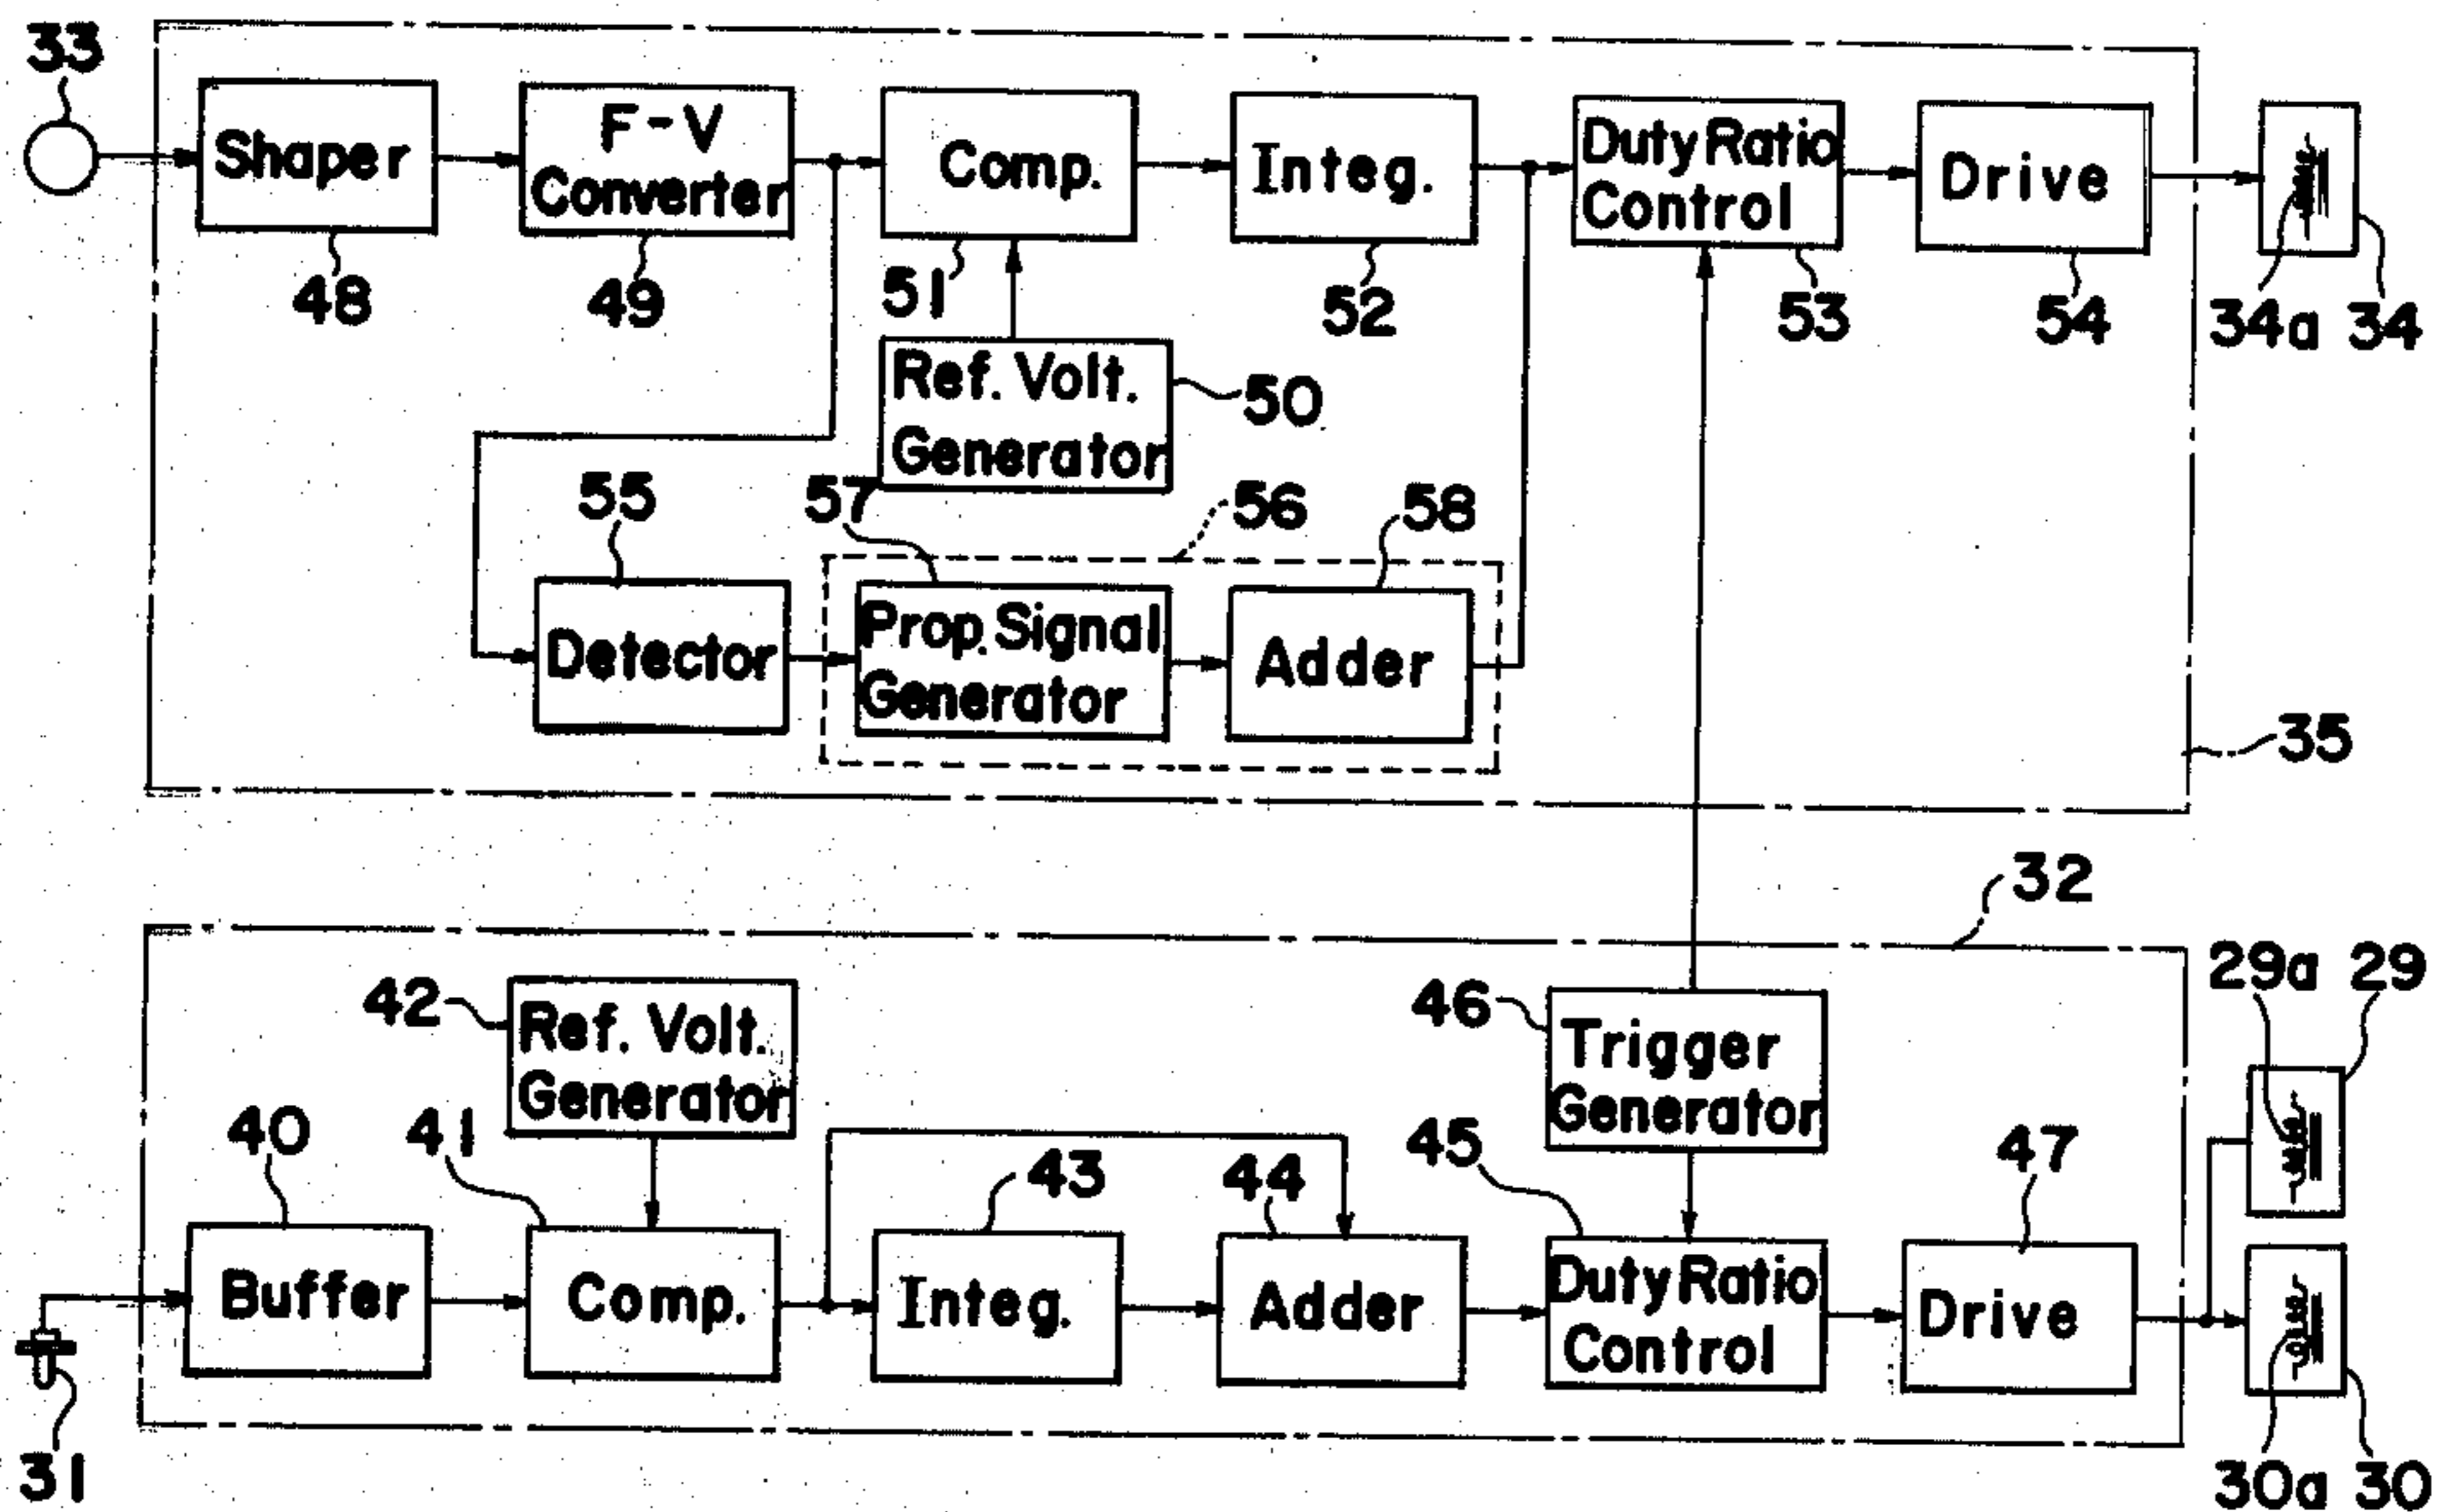 33
Shaper
48
F-V
Converter
49
Comp.
51
Integ.
52
Duty Ratio
Control
53
Drive
54
34a 34
Ref. Volt.
Generator
50
55
57
56
58
Detector
Prop. Signal
Generator
Adder
35
32
42
Ref. Volt.
Generator
46
Trigger
Generator
29a 29
40
41
43
44
45
47
Buffer
Comp.
Integ.
Adder
Duty Ratio
Control
Drive
31
30a 30